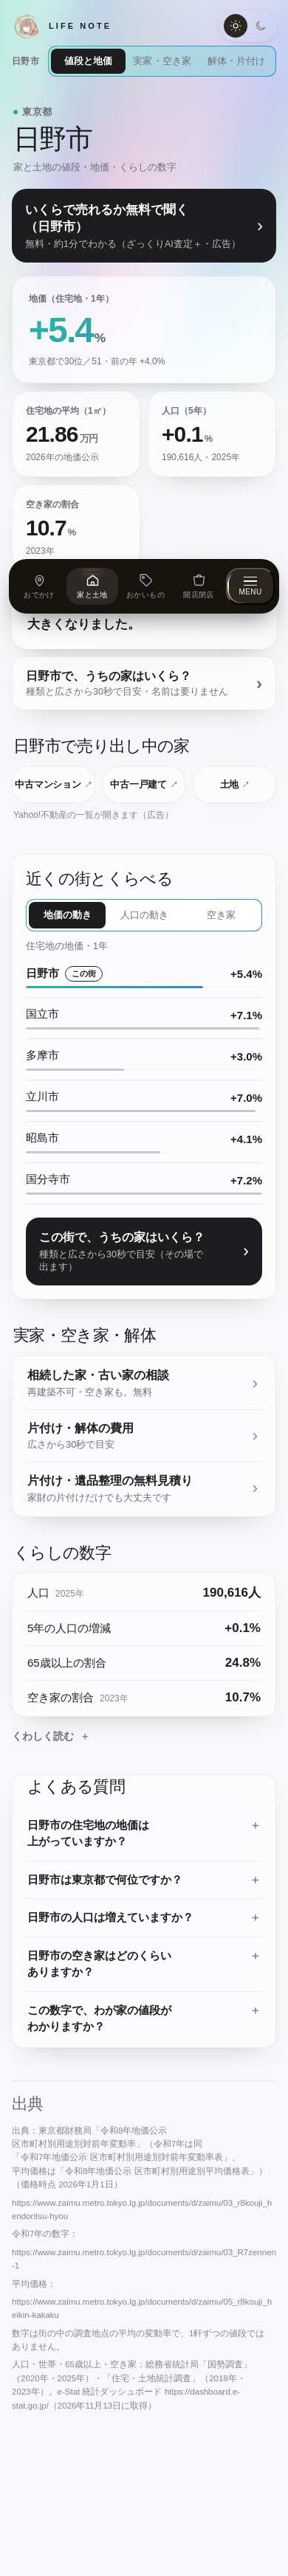 LIFE NOTE
日野市 値段と地価 実家・空き家 解体・片付け
東京都
日野市
家と土地の値段・地価・くらしの数字
いくらで売れるか無料で聞く
（日野市）
無料・約1分でわかる（ざっくりAI査定＋・広告） ›
地価（住宅地・1年）
+5.4%
東京都で30位／51・前の年 +4.0%
住宅地の平均（1㎡）
21.86万円
2026年の地価公示
人口（5年）
+0.1%
190,616人・2025年
空き家の割合
10.7%
2023年
おでかけ 家と土地 おかいもの 開店閉店 MENU
大きくなりました。
日野市で、うちの家はいくら？
種類と広さから30秒で目安・名前は要りません ›
日野市で売り出し中の家
中古マンション ↗ 中古一戸建て ↗ 土地 ↗
Yahoo!不動産の一覧が開きます（広告）
近くの街とくらべる
地価の動き 人口の動き 空き家
住宅地の地価・1年
日野市 この街 +5.4%
国立市 +7.1%
多摩市 +3.0%
立川市 +7.0%
昭島市 +4.1%
国分寺市 +7.2%
この街で、うちの家はいくら？
種類と広さから30秒で目安（その場で
出ます） ›
実家・空き家・解体
相続した家・古い家の相談
再建築不可・空き家も。無料 ›
片付け・解体の費用
広さから30秒で目安 ›
片付け・遺品整理の無料見積り
家財の片付けだけでも大丈夫です ›
くらしの数字
人口 2025年 190,616人
5年の人口の増減 +0.1%
65歳以上の割合 24.8%
空き家の割合 2023年 10.7%
くわしく読む ＋
よくある質問
日野市の住宅地の地価は
上がっていますか？ ＋
日野市は東京都で何位ですか？ ＋
日野市の人口は増えていますか？ ＋
日野市の空き家はどのくらい
ありますか？ ＋
この数字で、わが家の値段が
わかりますか？ ＋
出典
出典：東京都財務局「令和8年地価公示
区市町村別用途別対前年変動率」（令和7年は同
「令和7年地価公示 区市町村別用途別対前年変動率表」、
平均価格は「令和8年地価公示 区市町村別用途別平均価格表」）
（価格時点 2026年1月1日）
https://www.zaimu.metro.tokyo.lg.jp/documents/d/zaimu/03_r8kouji_h
endoritsu-hyou
令和7年の数字：
https://www.zaimu.metro.tokyo.lg.jp/documents/d/zaimu/03_R7zennen
-1
平均価格：
https://www.zaimu.metro.tokyo.lg.jp/documents/d/zaimu/05_r8kouji_h
eikin-kakaku
数字は街の中の調査地点の平均の変動率で、1軒ずつの値段では
ありません。
人口・世帯・65歳以上・空き家：総務省統計局「国勢調査」
（2020年・2025年）・「住宅・土地統計調査」（2018年・
2023年）。e-Stat 統計ダッシュボード https://dashboard.e-
stat.go.jp/（2026年11月13日に取得）